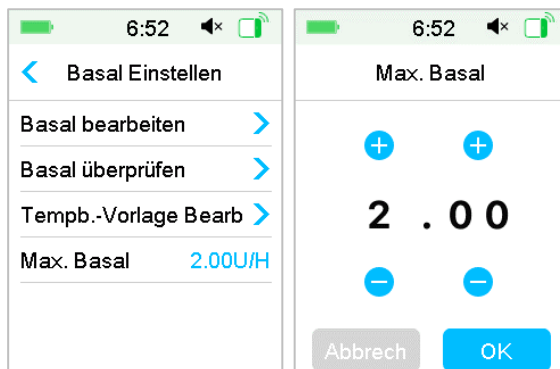 6:52
Basal Einstellen
Basal bearbeiten
Basal überprüfen
Tempb.-Vorlage Bearb
Max. Basal 2.00U/H
6:52
Max. Basal
2 . 0 0
Abbrech OK